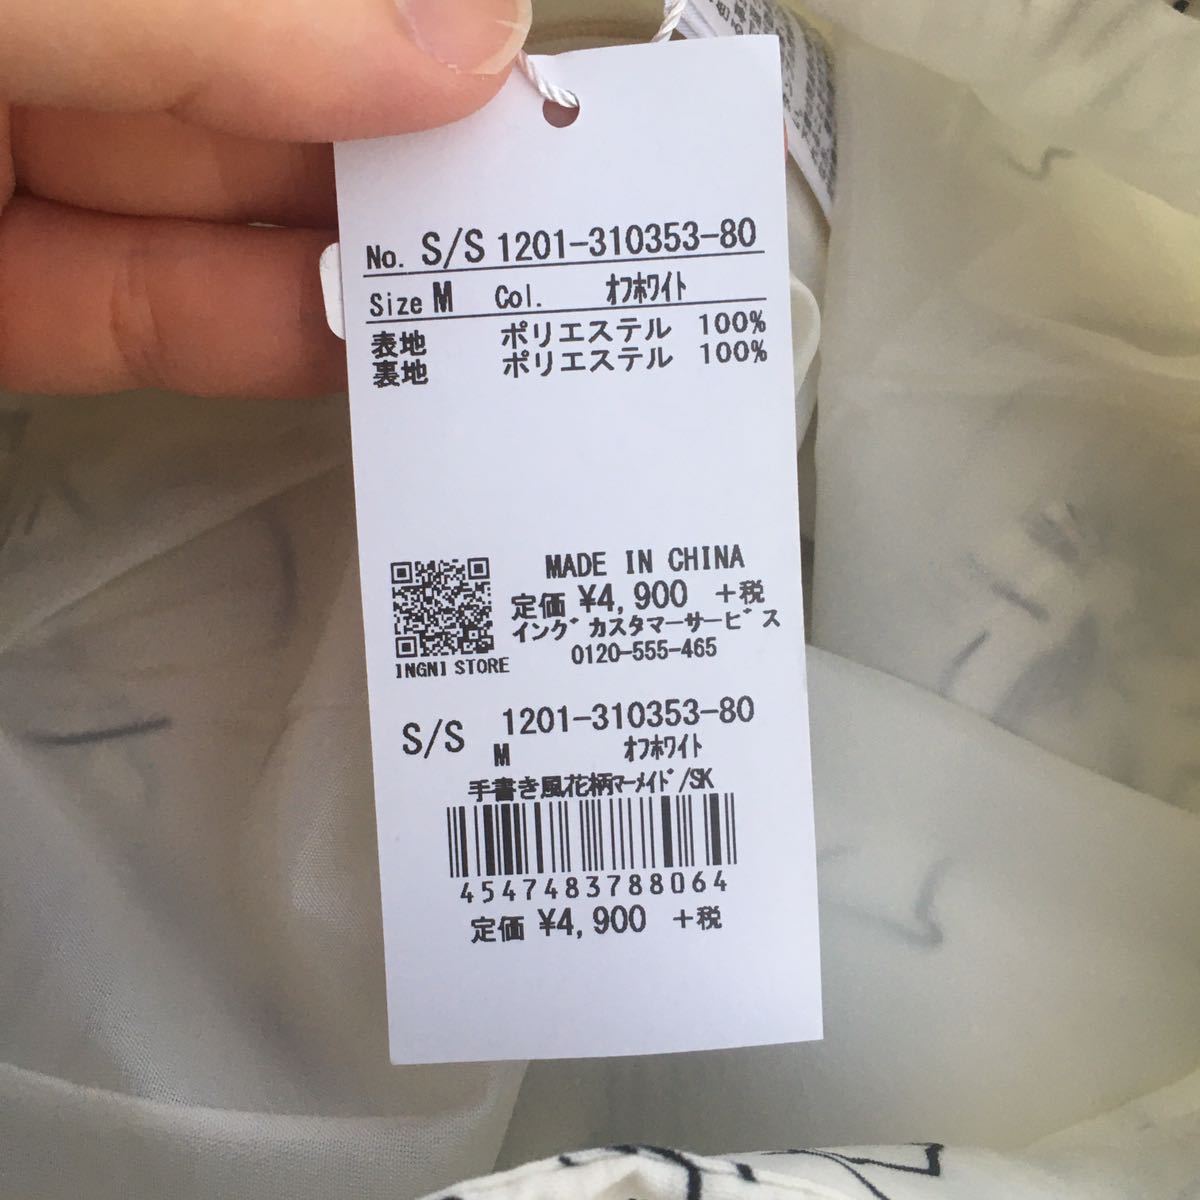 No. S/S 1201-310353-80
Size M Col. ｵﾌﾎﾜｲﾄ
表地 ポリエステル 100%
裏地 ポリエステル 100%
MADE IN CHINA
定価 ¥4,900 +税
イングﾞカスタマーサーピﾞス
0120-555-465
INGNI STORE
S/S 1201-310353-80
M ｵﾌﾎﾜｲﾄ
手書き風花柄ﾏｰﾒｲﾄﾞ/SK
4547483788064
定価 ¥4,900 +税